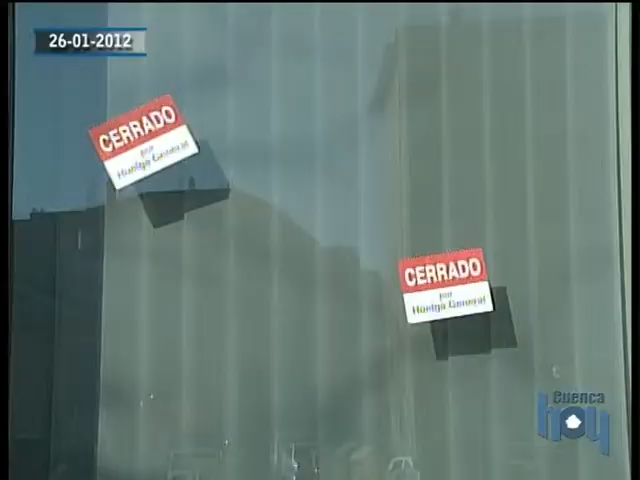 26-01-2012
CERRADO
por
Huelga General
CERRADO
por
Huelga General
Cuenca
hoy